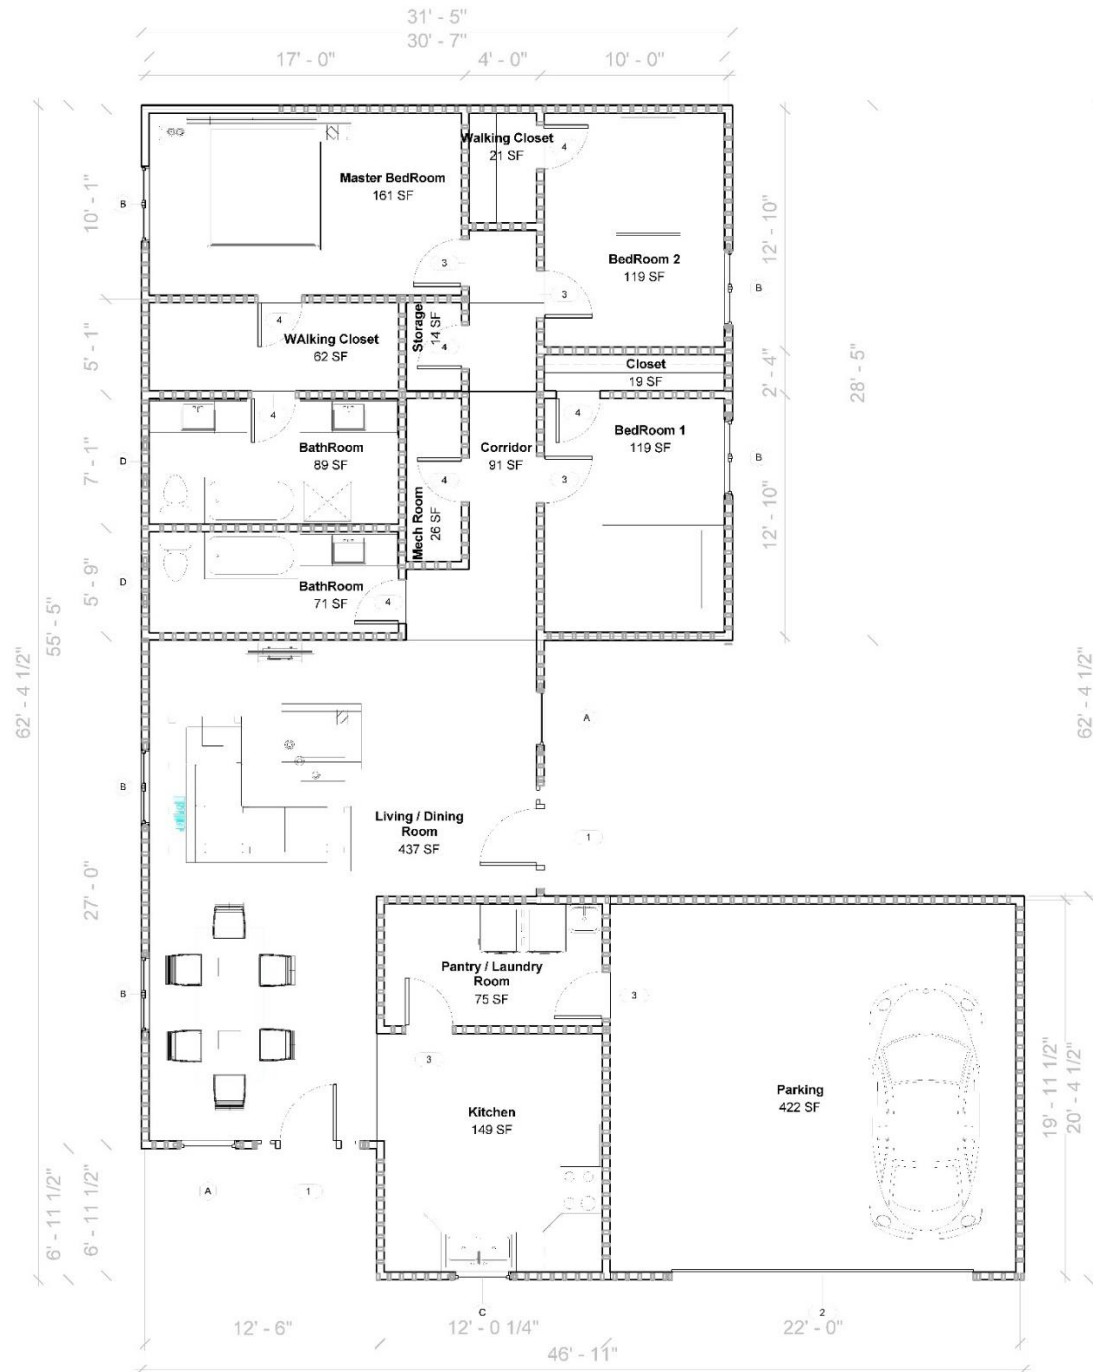 31' - 5"
30' - 7"
17' - 0"
4' - 0"
10' - 0"
Walking Closet
21 SF
4
Master BedRoom
161 SF
10' - 1"
B
12' - 10"
3
BedRoom 2
119 SF
B
3
4
WAlking Closet
62 SF
5' - 1"
Storage
14 SF
4
Closet
19 SF
2' - 4"
28' - 5"
4
4
BathRoom
89 SF
D
7' - 1"
Corridor
91 SF
4
Mech Room
26 SF
BedRoom 1
119 SF
B
3
12' - 10"
D
5' - 9"
BathRoom
71 SF
4
55' - 5"
62' - 4 1/2"
62' - 4 1/2"
A
B
Living / Dining
Room
437 SF
1
27' - 0"
Pantry / Laundry
Room
75 SF
B
3
3
Kitchen
149 SF
Parking
422 SF
19' - 11 1/2"
20' - 4 1/2"
A
1
6' - 11 1/2"
6' - 11 1/2"
C
2
12' - 6"
12' - 0 1/4"
22' - 0"
46' - 11"